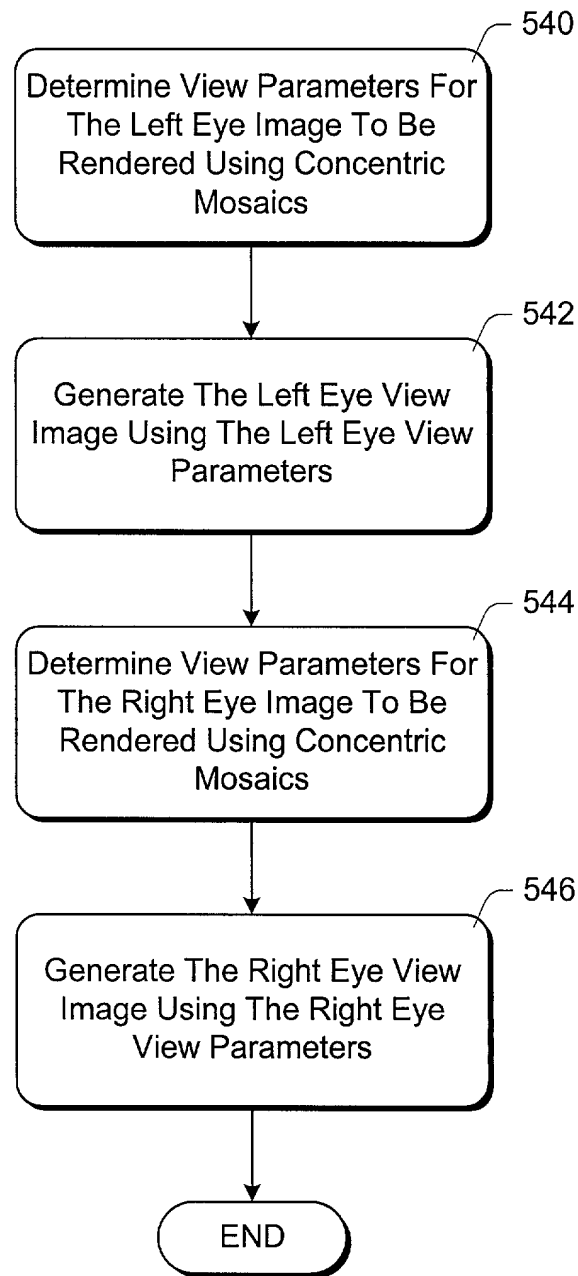 540
Determine View Parameters For
The Left Eye Image To Be
Rendered Using Concentric
Mosaics
542
Generate The Left Eye View
Image Using The Left Eye View
Parameters
544
Determine View Parameters For
The Right Eye Image To Be
Rendered Using Concentric
Mosaics
546
Generate The Right Eye View
Image Using The Right Eye
View Parameters
END